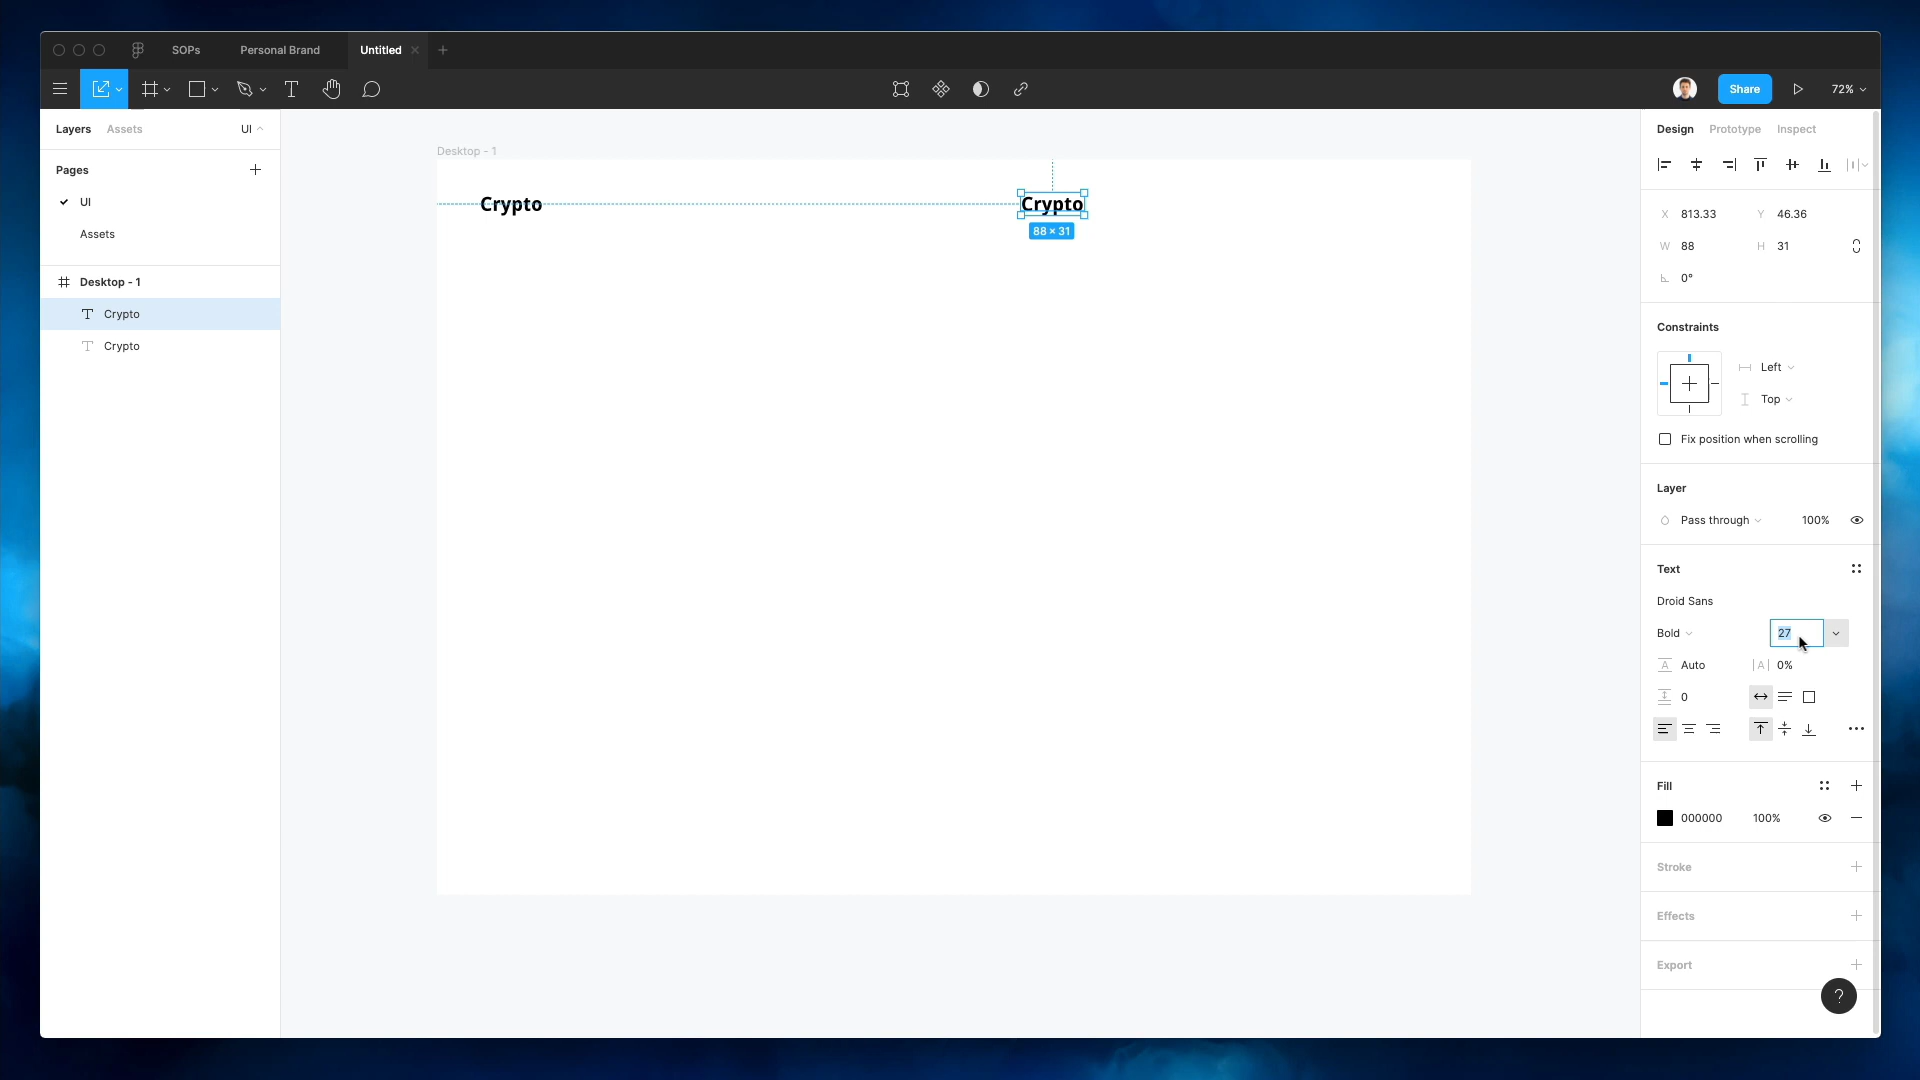 SOPs
Personal Brand
Untitled
Share
72%
Layers
Assets
UI
Pages
UI
Assets
Desktop - 1
Crypto
Crypto
Desktop - 1
Crypto
Crypto
88 × 31
Design
Prototype
Inspect
X 813.33 Y 46.36
W 88 H 31
0°
Constraints
Left
Top
Fix position when scrolling
Layer
Pass through 100%
Text
Droid Sans
Bold 27
A Auto |A| 0%
0
Fill
000000 100%
Stroke
Effects
Export
?